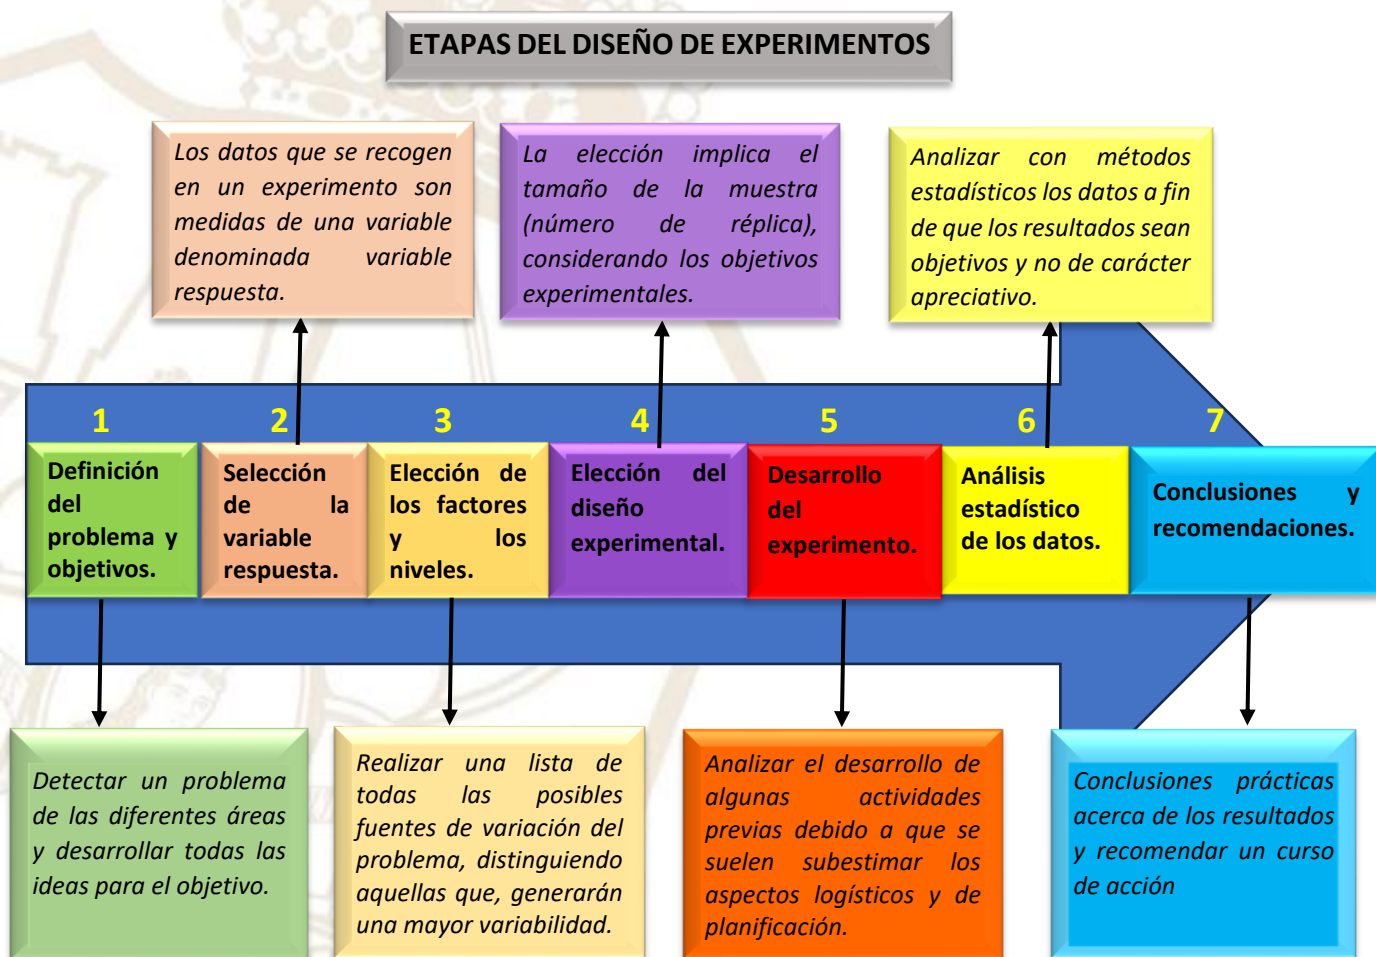 ETAPAS DEL DISEÑO DE EXPERIMENTOS
Los datos que se recogen
en un experimento son
medidas de una variable
denominada variable
respuesta.
La elección implica el
tamaño de la muestra
(número de réplica),
considerando los objetivos
experimentales.
Analizar con métodos
estadísticos los datos a fin
de que los resultados sean
objetivos y no de carácter
apreciativo.
1
2
3
4
5
6
7
Definición
del
problema y
objetivos.
Selección
de la
variable
respuesta.
Elección de
los factores
y los
niveles.
Elección del
diseño
experimental.
Desarrollo
del
experimento.
Análisis
estadístico
de los datos.
Conclusiones y
recomendaciones.
Detectar un problema
de las diferentes áreas
y desarrollar todas las
ideas para el objetivo.
Realizar una lista de
todas las posibles
fuentes de variación del
problema, distinguiendo
aquellas que, generarán
una mayor variabilidad.
Analizar el desarrollo de
algunas actividades
previas debido a que se
suelen subestimar los
aspectos logísticos y de
planificación.
Conclusiones prácticas
acerca de los resultados
y recomendar un curso
de acción